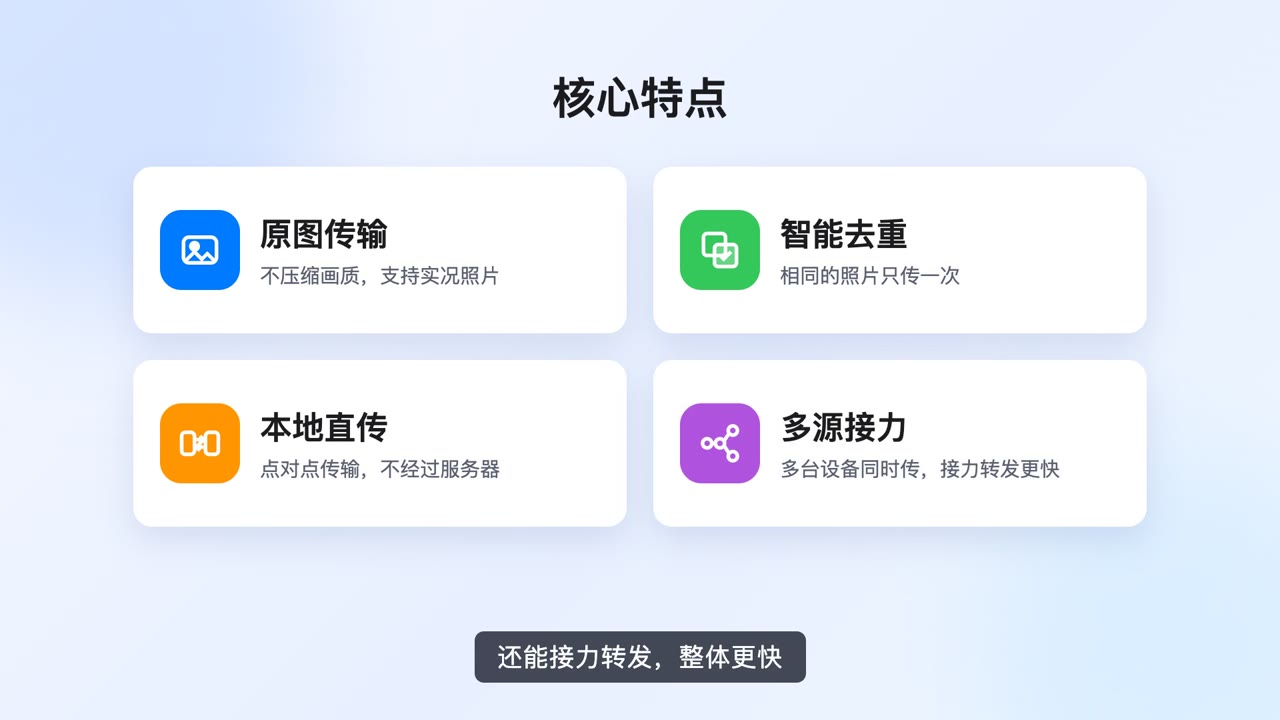 核心特点
原图传输
不压缩画质，支持实况照片
智能去重
相同的照片只传一次
本地直传
点对点传输，不经过服务器
多源接力
多台设备同时传，接力转发更快
还能接力转发，整体更快